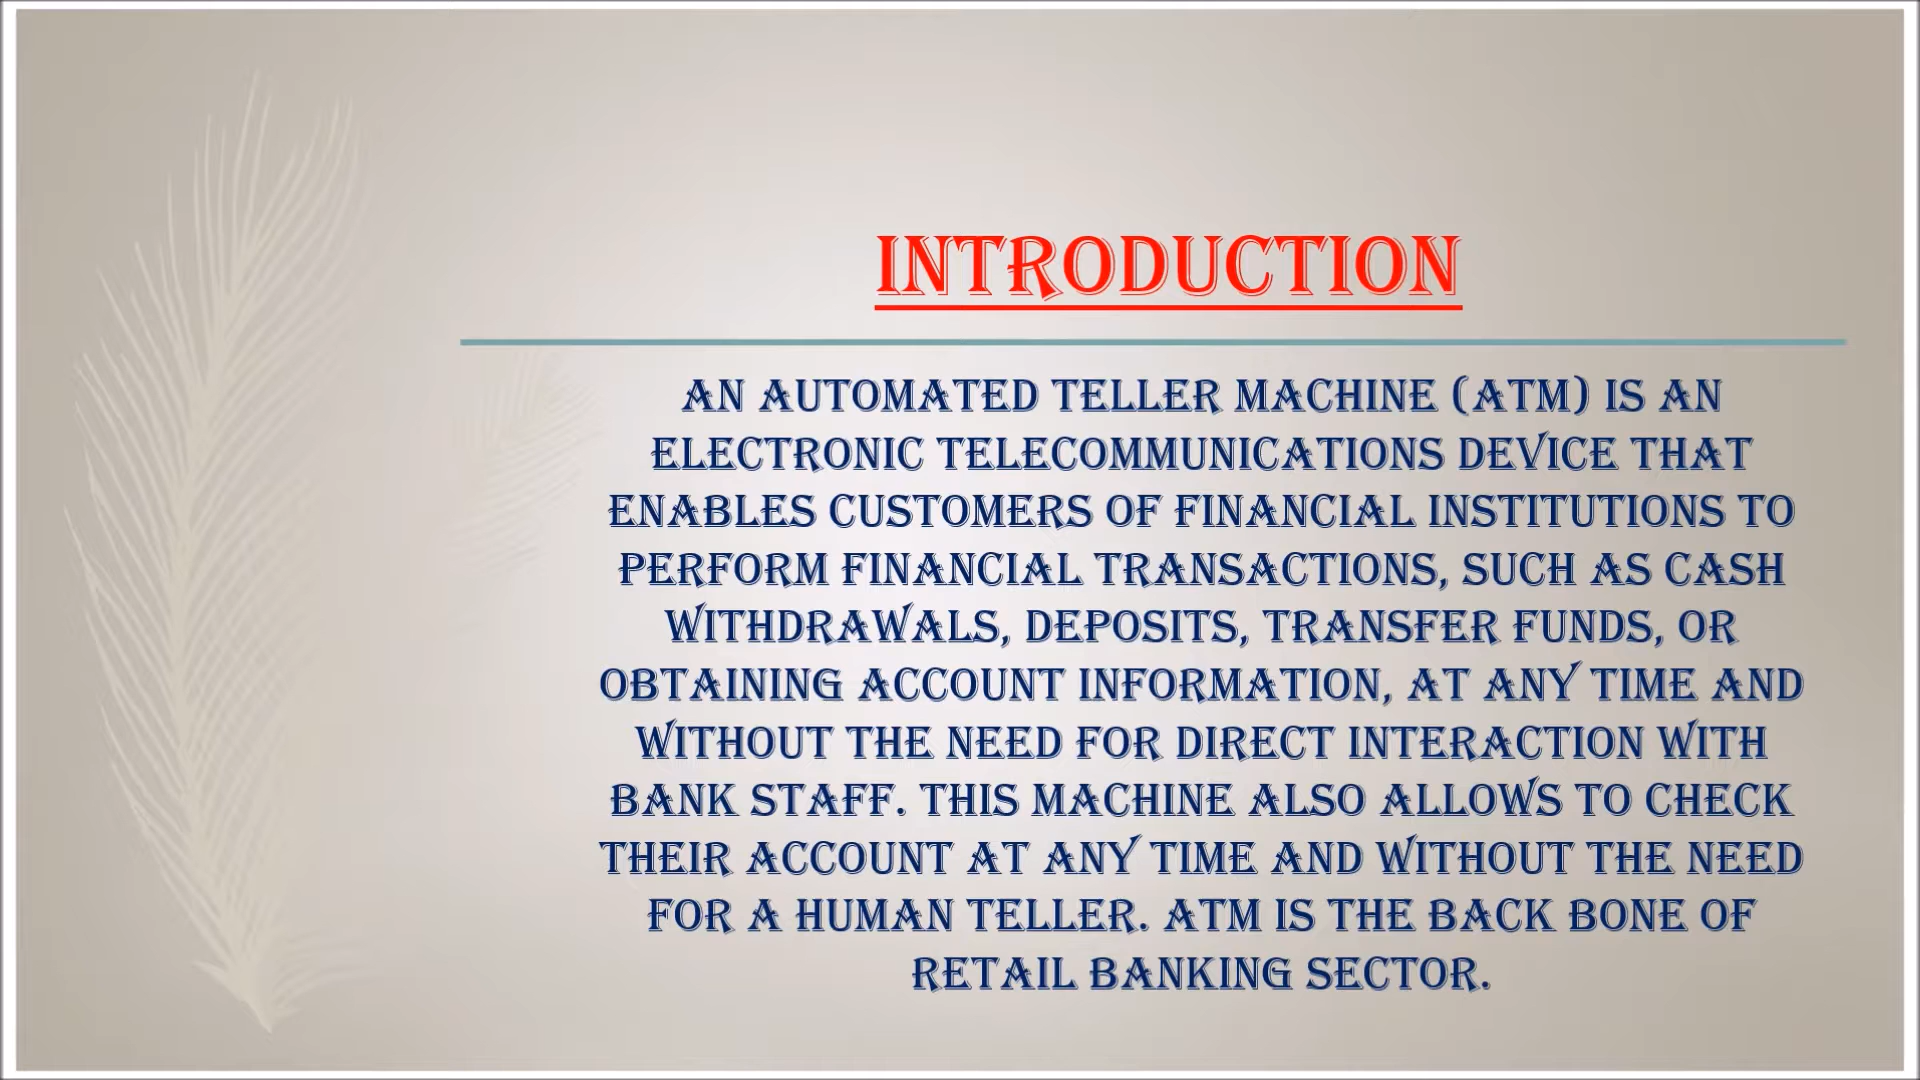 INTRODUCTION
AN AUTOMATED TELLER MACHINE (ATM) IS AN
ELECTRONIC TELECOMMUNICATIONS DEVICE THAT
ENABLES CUSTOMERS OF FINANCIAL INSTITUTIONS TO
PERFORM FINANCIAL TRANSACTIONS, SUCH AS CASH
WITHDRAWALS, DEPOSITS, TRANSFER FUNDS, OR
OBTAINING ACCOUNT INFORMATION, AT ANY TIME AND
WITHOUT THE NEED FOR DIRECT INTERACTION WITH
BANK STAFF. THIS MACHINE ALSO ALLOWS TO CHECK
THEIR ACCOUNT AT ANY TIME AND WITHOUT THE NEED
FOR A HUMAN TELLER. ATM IS THE BACK BONE OF
RETAIL BANKING SECTOR.